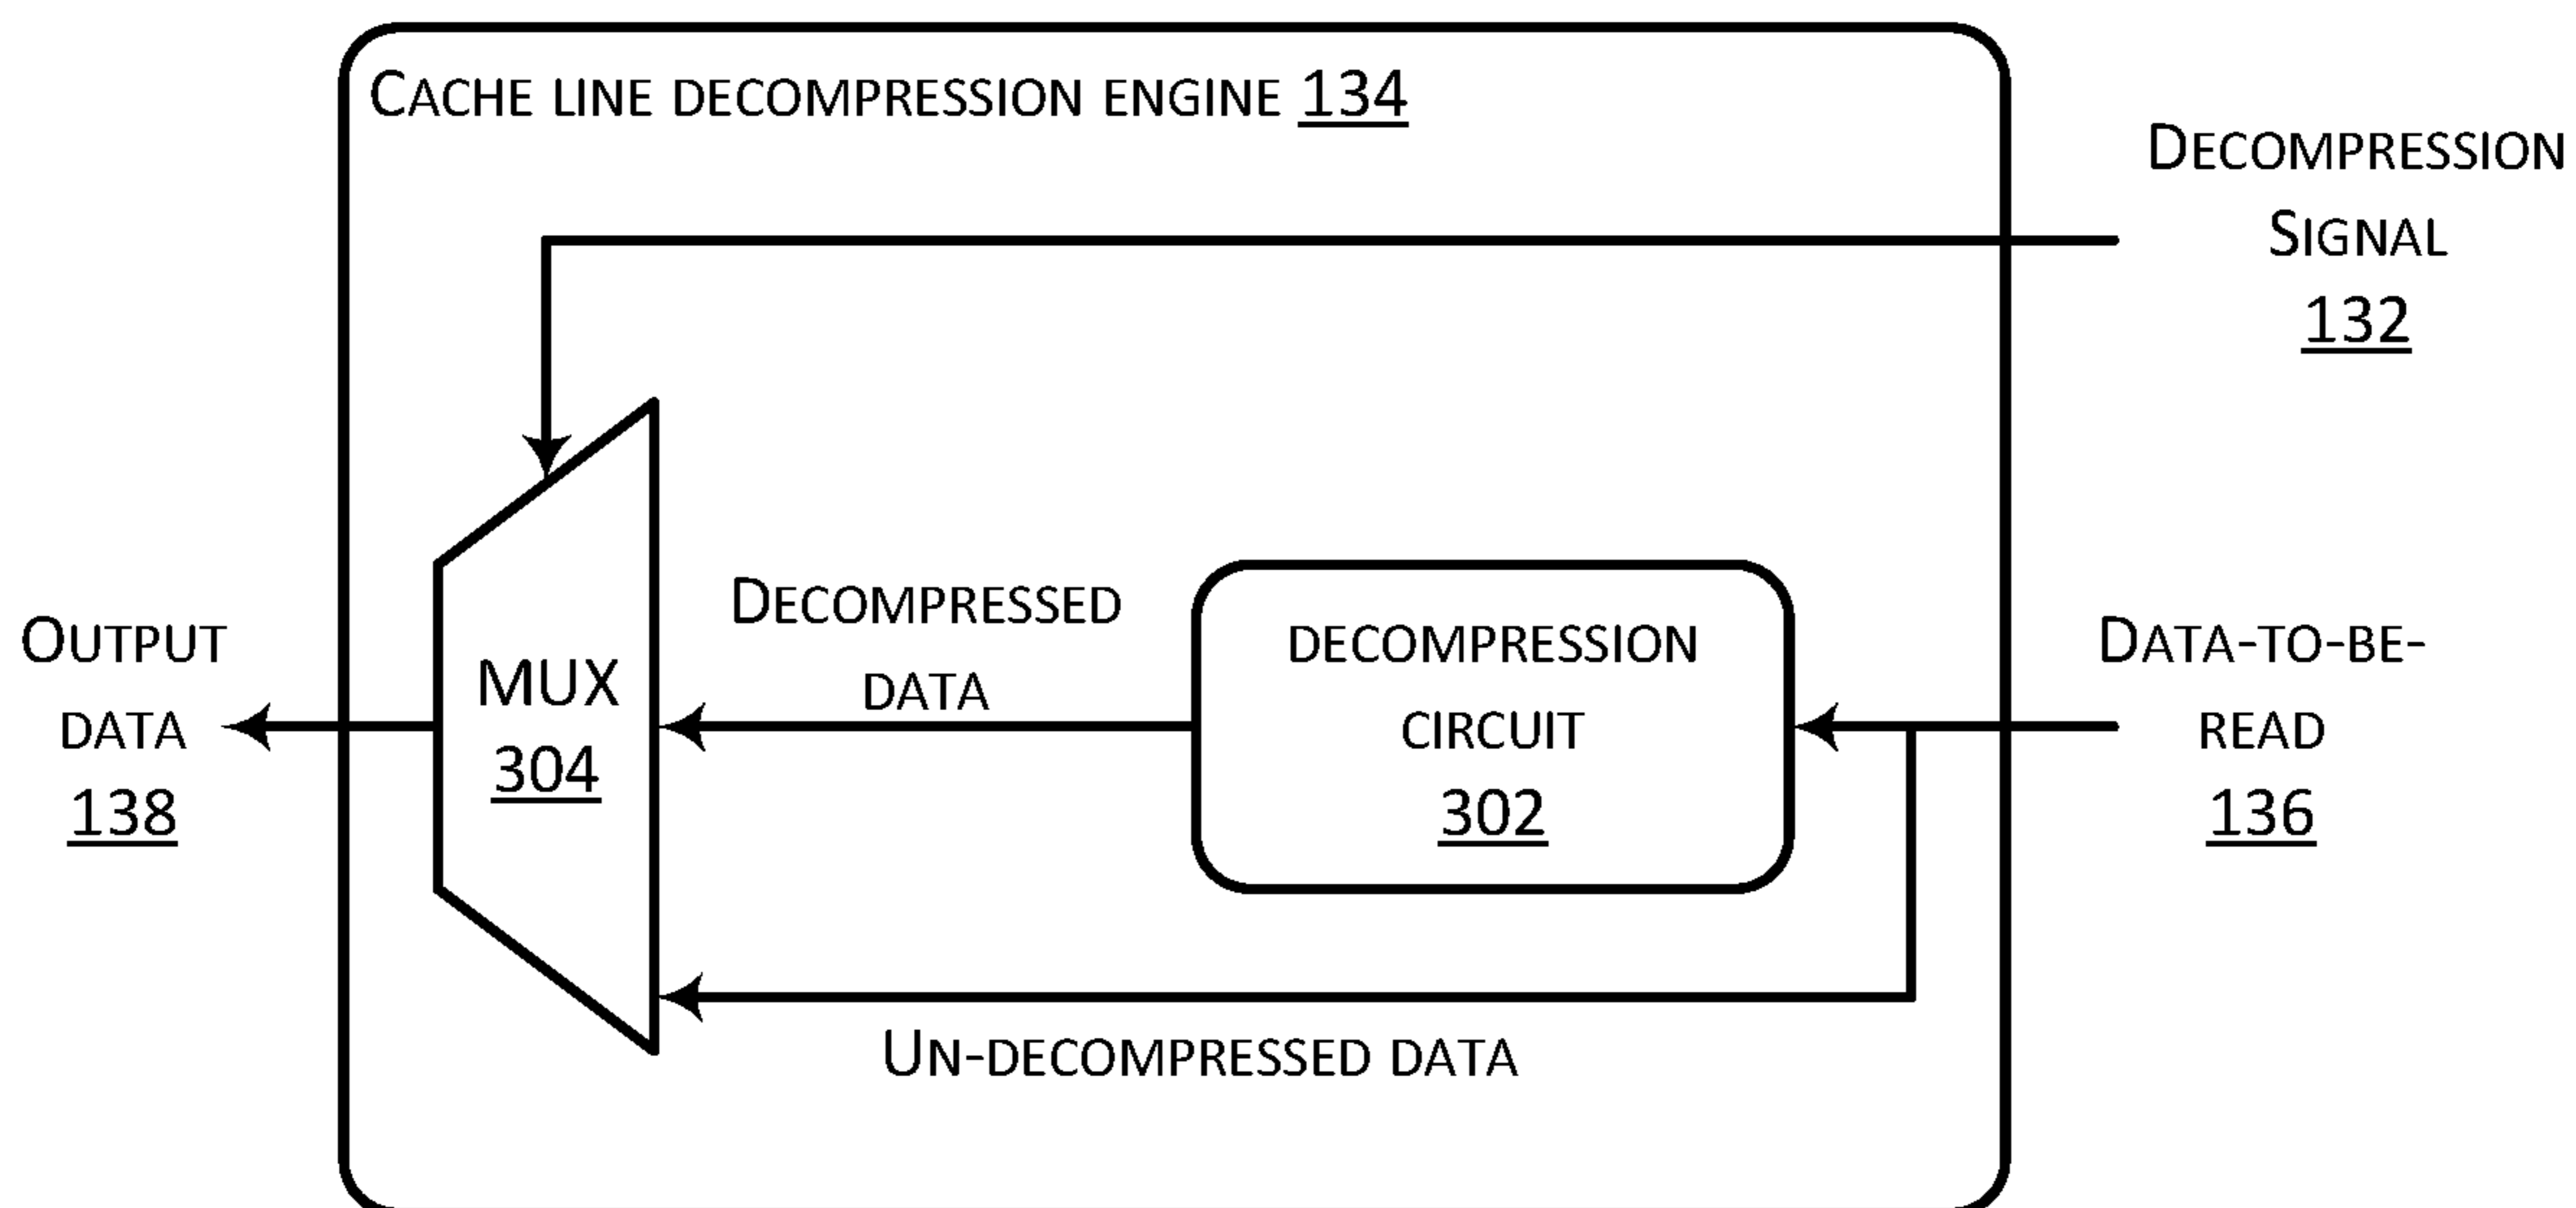 CACHE LINE DECOMPRESSION ENGINE 134
DECOMPRESSION
SIGNAL
132
OUTPUT
DATA
138
MUX
304
DECOMPRESSED
DATA
DECOMPRESSION
CIRCUIT
302
DATA-TO-BE-
READ
136
UN-DECOMPRESSED DATA